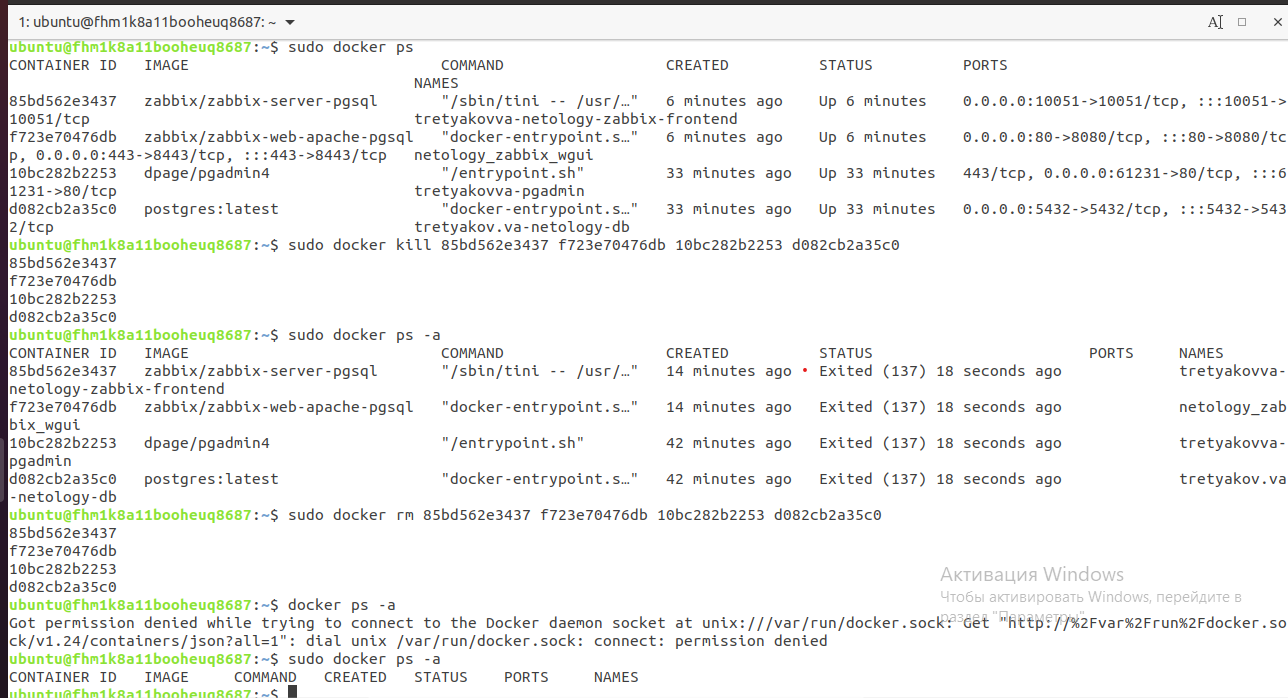 1: ubuntu@fhm1k8a11booheuq8687: ~
ubuntu@fhm1k8a11booheuq8687:~$ sudo docker ps
CONTAINER ID   IMAGE                            COMMAND                  CREATED          STATUS          PORTS
                                             NAMES
85bd562e3437   zabbix/zabbix-server-pgsql       "/sbin/tini -- /usr/…"   6 minutes ago    Up 6 minutes    0.0.0.0:10051->10051/tcp, :::10051->
10051/tcp                                    tretyakovva-netology-zabbix-frontend
f723e70476db   zabbix/zabbix-web-apache-pgsql   "docker-entrypoint.s…"   6 minutes ago    Up 6 minutes    0.0.0.0:80->8080/tcp, :::80->8080/tc
p, 0.0.0.0:443->8443/tcp, :::443->8443/tcp   netology_zabbix_wgui
10bc282b2253   dpage/pgadmin4                   "/entrypoint.sh"         33 minutes ago   Up 33 minutes   443/tcp, 0.0.0.0:61231->80/tcp, :::6
1231->80/tcp                                 tretyakovva-pgadmin
d082cb2a35c0   postgres:latest                  "docker-entrypoint.s…"   33 minutes ago   Up 33 minutes   0.0.0.0:5432->5432/tcp, :::5432->543
2/tcp                                        tretyakov.va-netology-db
ubuntu@fhm1k8a11booheuq8687:~$ sudo docker kill 85bd562e3437 f723e70476db 10bc282b2253 d082cb2a35c0
85bd562e3437
f723e70476db
10bc282b2253
d082cb2a35c0
ubuntu@fhm1k8a11booheuq8687:~$ sudo docker ps -a
CONTAINER ID   IMAGE                            COMMAND                  CREATED          STATUS                        PORTS     NAMES
85bd562e3437   zabbix/zabbix-server-pgsql       "/sbin/tini -- /usr/…"   14 minutes ago   Exited (137) 18 seconds ago             tretyakovva-
netology-zabbix-frontend
f723e70476db   zabbix/zabbix-web-apache-pgsql   "docker-entrypoint.s…"   14 minutes ago   Exited (137) 18 seconds ago             netology_zab
bix_wgui
10bc282b2253   dpage/pgadmin4                   "/entrypoint.sh"         42 minutes ago   Exited (137) 18 seconds ago             tretyakovva-
pgadmin
d082cb2a35c0   postgres:latest                  "docker-entrypoint.s…"   42 minutes ago   Exited (137) 18 seconds ago             tretyakov.va
-netology-db
ubuntu@fhm1k8a11booheuq8687:~$ sudo docker rm 85bd562e3437 f723e70476db 10bc282b2253 d082cb2a35c0
85bd562e3437
f723e70476db
10bc282b2253
d082cb2a35c0
Активация Windows
Чтобы активировать Windows, перейдите в
раздел "Параметры".
ubuntu@fhm1k8a11booheuq8687:~$ docker ps -a
Got permission denied while trying to connect to the Docker daemon socket at unix:///var/run/docker.sock: Get "http://%2Fvar%2Frun%2Fdocker.so
ck/v1.24/containers/json?all=1": dial unix /var/run/docker.sock: connect: permission denied
ubuntu@fhm1k8a11booheuq8687:~$ sudo docker ps -a
CONTAINER ID   IMAGE     COMMAND   CREATED   STATUS    PORTS     NAMES
ubuntu@fhm1k8a11booheuq8687:~$